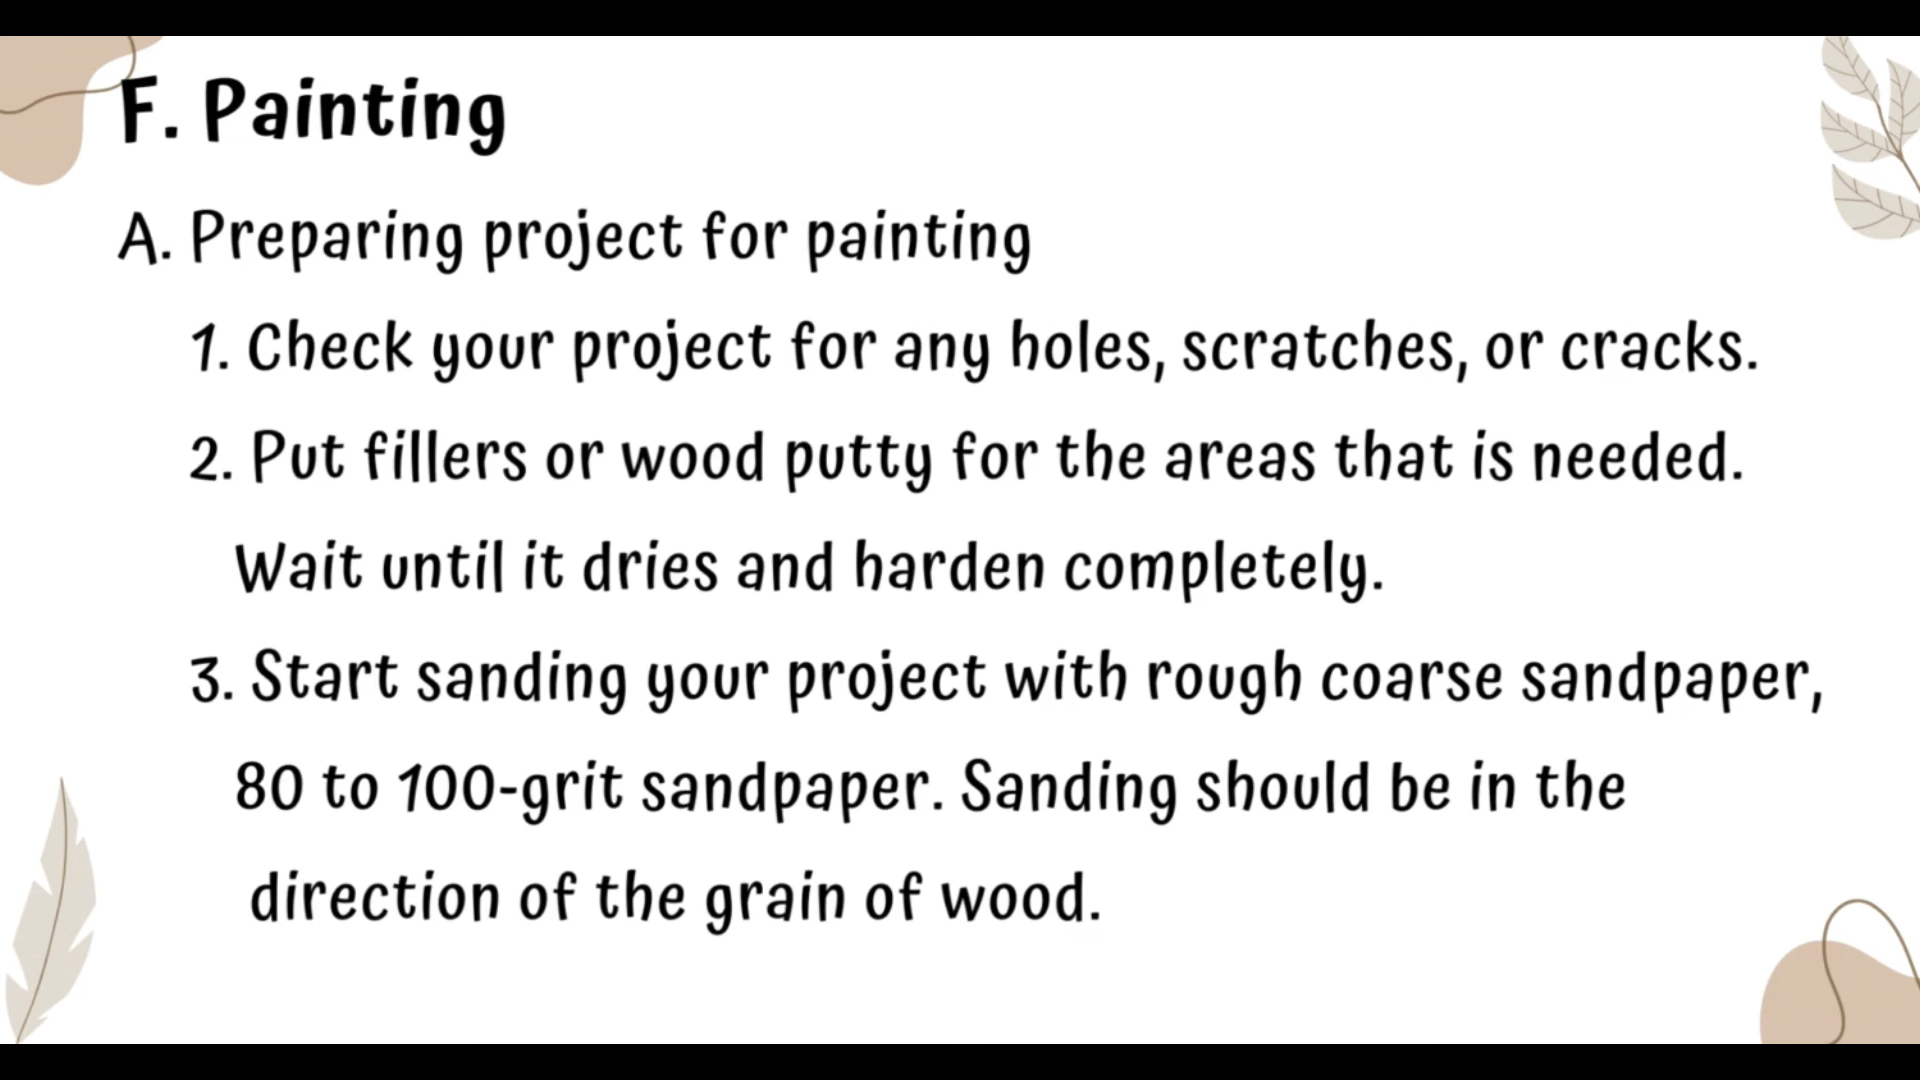 F. Painting
A. Preparing project for painting
1. Check your project for any holes, scratches, or cracks.
2. Put fillers or wood putty for the areas that is needed.
Wait until it dries and harden completely.
3. Start sanding your project with rough coarse sandpaper,
80 to 100-grit sandpaper. Sanding should be in the
direction of the grain of wood.